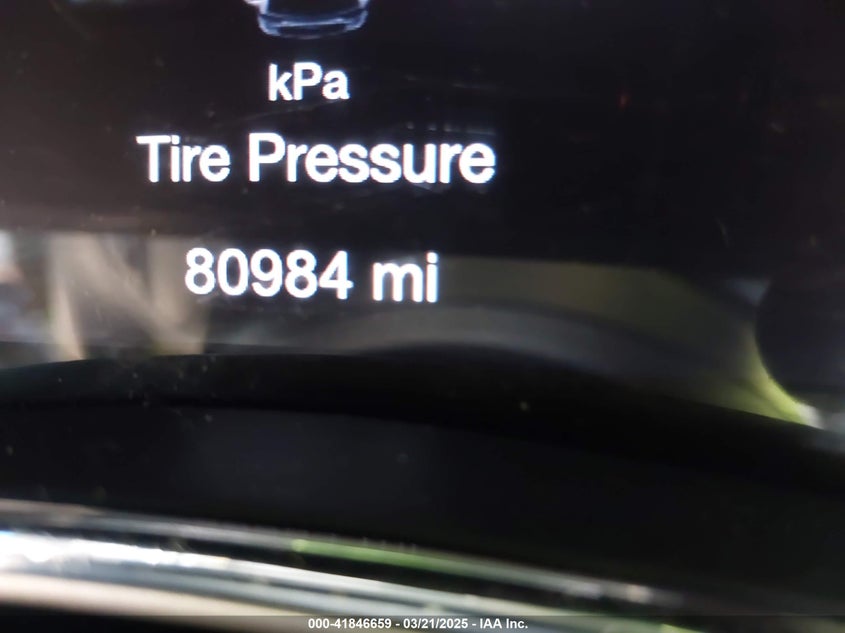 kPa
Tire Pressure
80984 mi
000-41846659 - 03/21/2025 - IAA Inc.